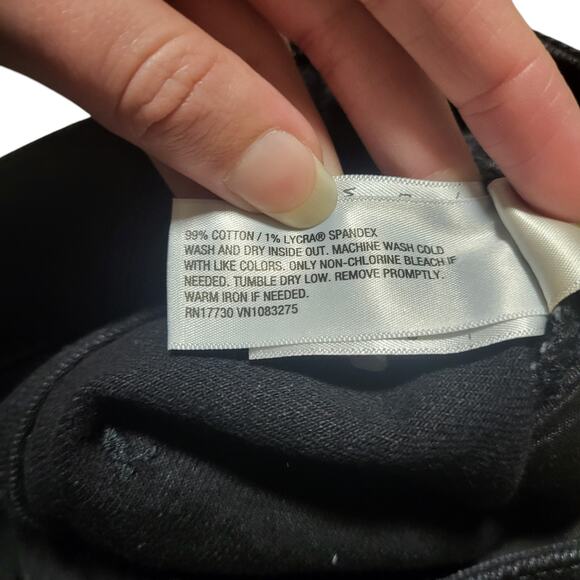 99% COTTON / 1% LYCRA® SPANDEX
WASH AND DRY INSIDE OUT. MACHINE WASH COLD
WITH LIKE COLORS. ONLY NON-CHLORINE BLEACH IF
NEEDED. TUMBLE DRY LOW. REMOVE PROMPTLY.
WARM IRON IF NEEDED.
RN17730 VN1083275